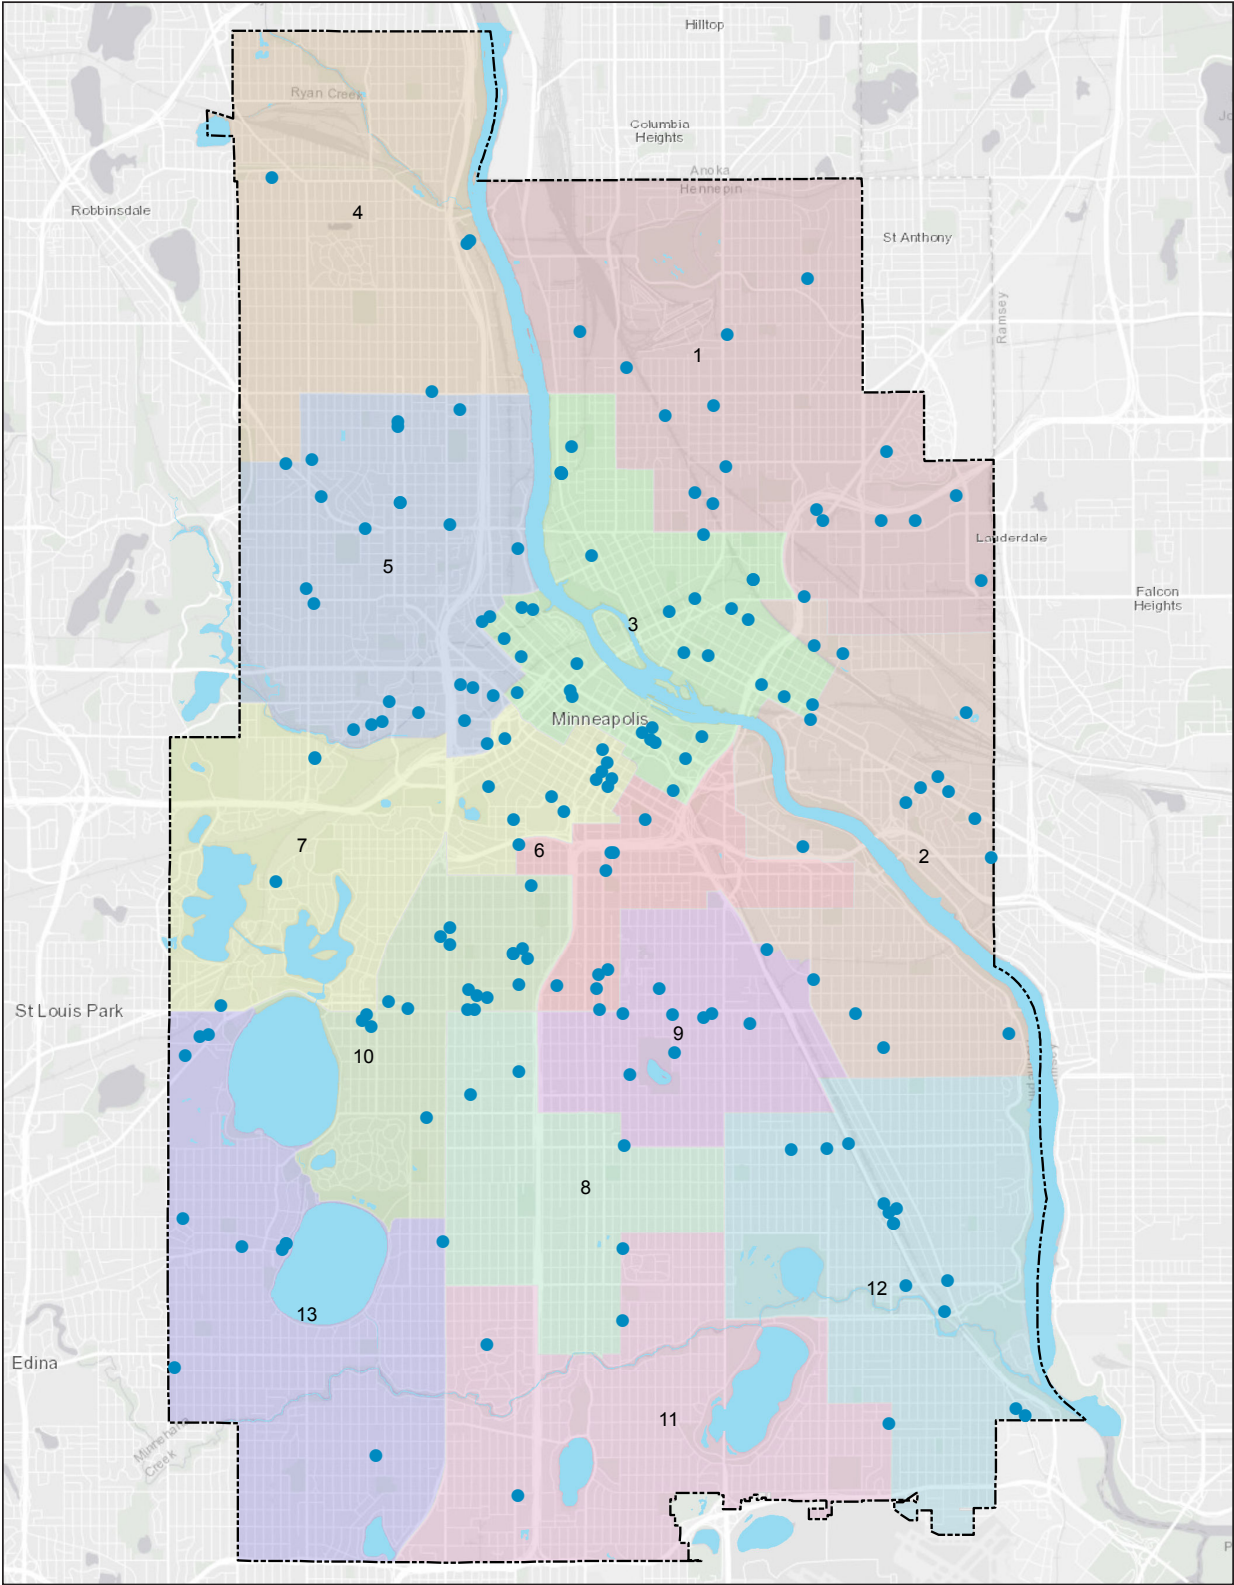 Hilltop
Ryan Creek
Columbia
Heights
Anoka
Hennepin
Robbinsdale
4
St Anthony
Ramsey
1
Lauderdale
5
Falcon
Heights
3
Minneapolis
7
6
2
St Louis Park
9
10
8
12
13
Edina
11
Minnehaha
Creek